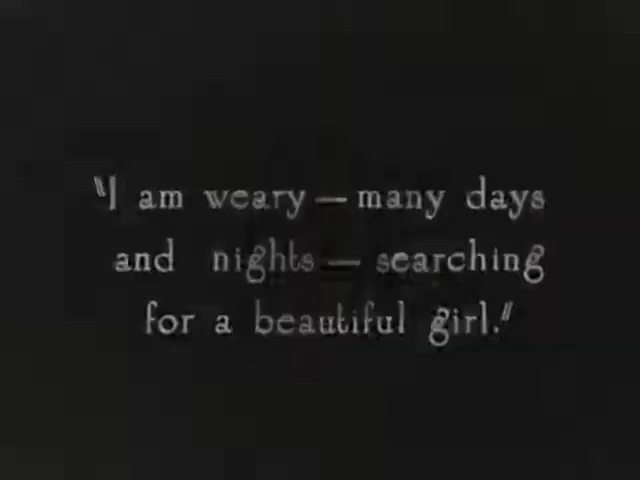 "I am weary — many days
and nights — searching
for a beautiful girl."